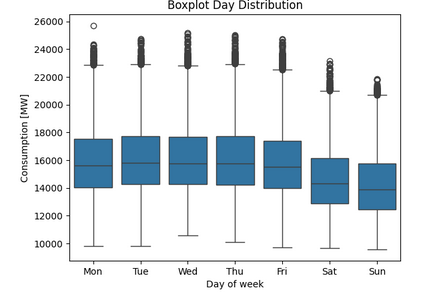 Boxplot Day Distribution
26000
24000
22000
20000
18000
16000
14000
12000
10000
Consumption [MW]
Mon Tue Wed Thu Fri Sat Sun
Day of week